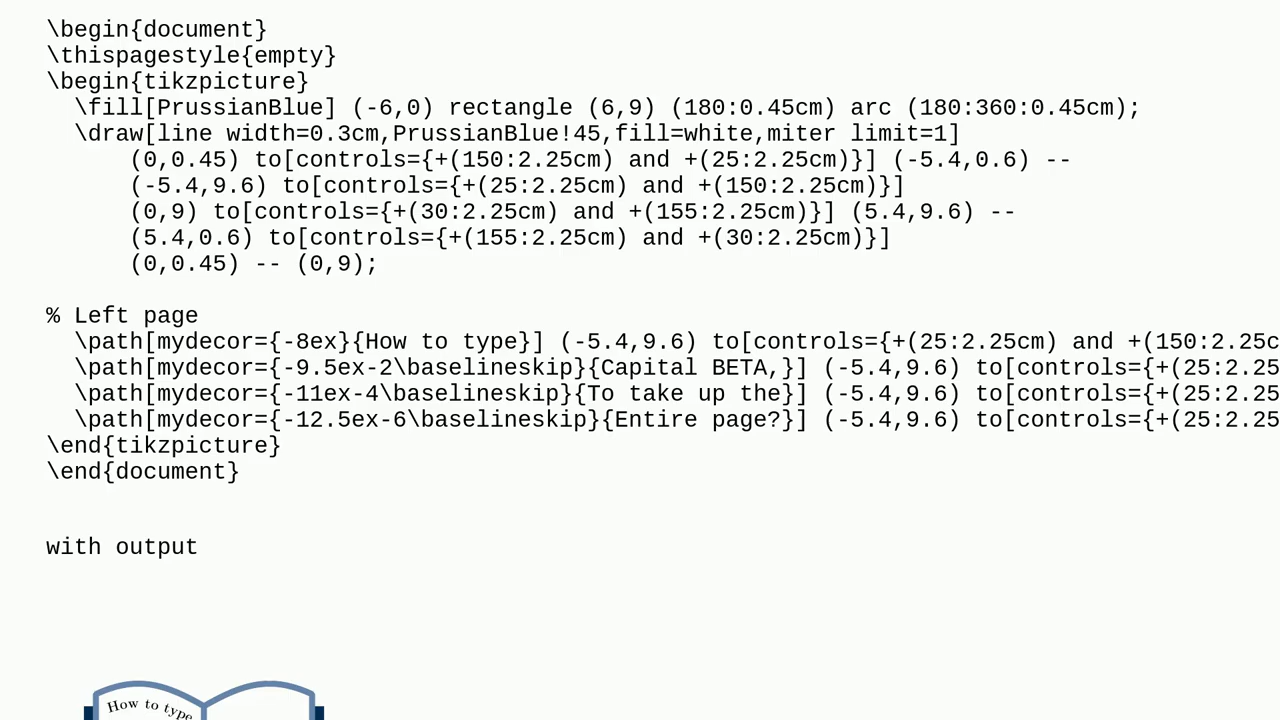 \begin{document}
\thispagestyle{empty}
\begin{tikzpicture}
  \fill[PrussianBlue] (-6,0) rectangle (6,9) (180:0.45cm) arc (180:360:0.45cm);
  \draw[line width=0.3cm,PrussianBlue!45,fill=white,miter limit=1]
      (0,0.45) to[controls={+(150:2.25cm) and +(25:2.25cm)}] (-5.4,0.6) --
      (-5.4,9.6) to[controls={+(25:2.25cm) and +(150:2.25cm)}]
      (0,9) to[controls={+(30:2.25cm) and +(155:2.25cm)}] (5.4,9.6) --
      (5.4,0.6) to[controls={+(155:2.25cm) and +(30:2.25cm)}]
      (0,0.45) -- (0,9);
% Left page
  \path[mydecor={-8ex}{How to type}] (-5.4,9.6) to[controls={+(25:2.25cm) and +(150:2.25c
  \path[mydecor={-9.5ex-2\baselineskip}{Capital BETA,}] (-5.4,9.6) to[controls={+(25:2.25
  \path[mydecor={-11ex-4\baselineskip}{To take up the}] (-5.4,9.6) to[controls={+(25:2.25
  \path[mydecor={-12.5ex-6\baselineskip}{Entire page?}] (-5.4,9.6) to[controls={+(25:2.25
\end{tikzpicture}
\end{document}
with output
How to type